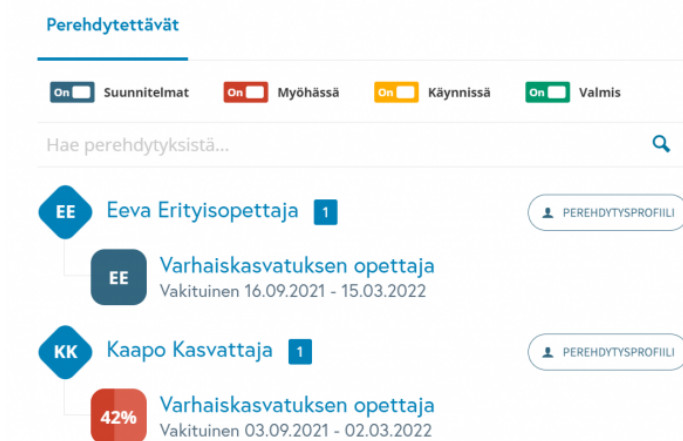 Perehdytettävät
On Suunnitelmat On Myöhässä On Käynnissä On Valmis
Hae perehdytyksistä...
EE Eeva Erityisopettaja 1 PEREHDYTYSPROFIILI
EE Varhaiskasvatuksen opettaja
Vakituinen 16.09.2021 - 15.03.2022
KK Kaapo Kasvattaja 1 PEREHDYTYSPROFIILI
42% Varhaiskasvatuksen opettaja
Vakituinen 03.09.2021 - 02.03.2022